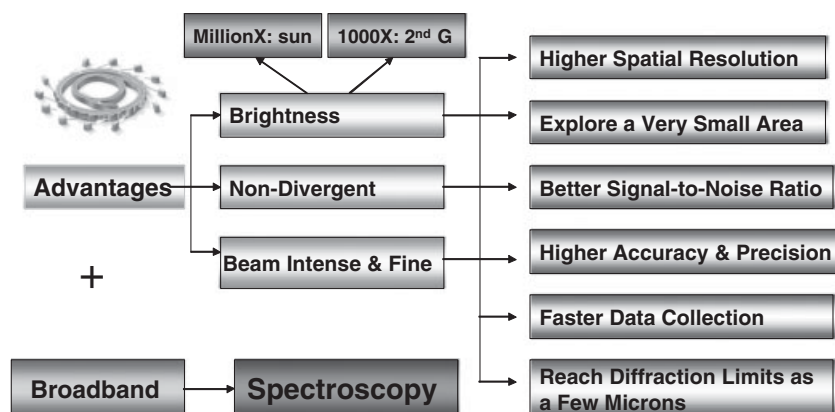 MillionX: sun
1000X: 2nd G
Brightness
Advantages
Non-Divergent
Beam Intense & Fine
+
Broadband
Spectroscopy
Higher Spatial Resolution
Explore a Very Small Area
Better Signal-to-Noise Ratio
Higher Accuracy & Precision
Faster Data Collection
Reach Diffraction Limits as
a Few Microns